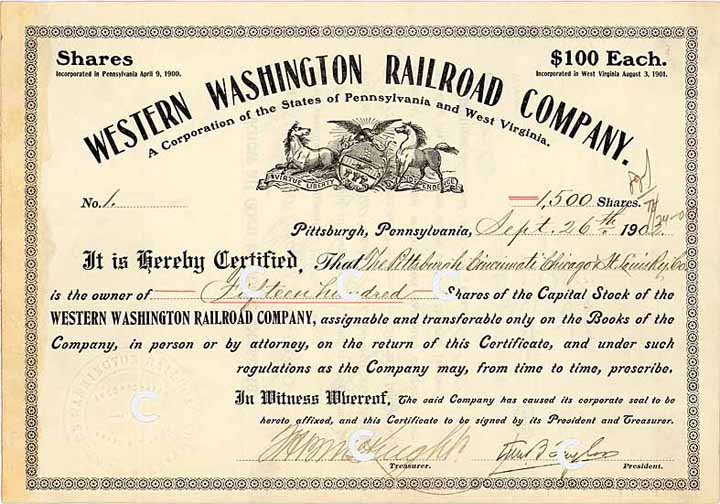 Shares
$100 Each.
Incorporated in Pennsylvania April 9, 1900.
Incorporated in West Virginia August 3, 1901.
WESTERN WASHINGTON RAILROAD COMPANY.
A Corporation of the States of Pennsylvania and West Virginia.
VIRTUE LIBERTY INDEPENDENCE
No. 1.
1,500 Shares.
Pittsburgh, Pennsylvania, Sept. 26th 190
It is Hereby Certified, That The Pittsburgh Cincinnati Chicago & St. Louis Ry. Co.
is the owner of Fifteen hundred Shares of the Capital Stock of the
WESTERN WASHINGTON RAILROAD COMPANY, assignable and transferable only on the Books of the
Company, in person or by attorney, on the return of this Certificate, and under such
regulations as the Company may, from time to time, prescribe.
In Witness Whereof, The said Company has caused its corporate seal to be
hereto affixed, and this Certificate to be signed by its President and Treasurer.
Treasurer.
President.